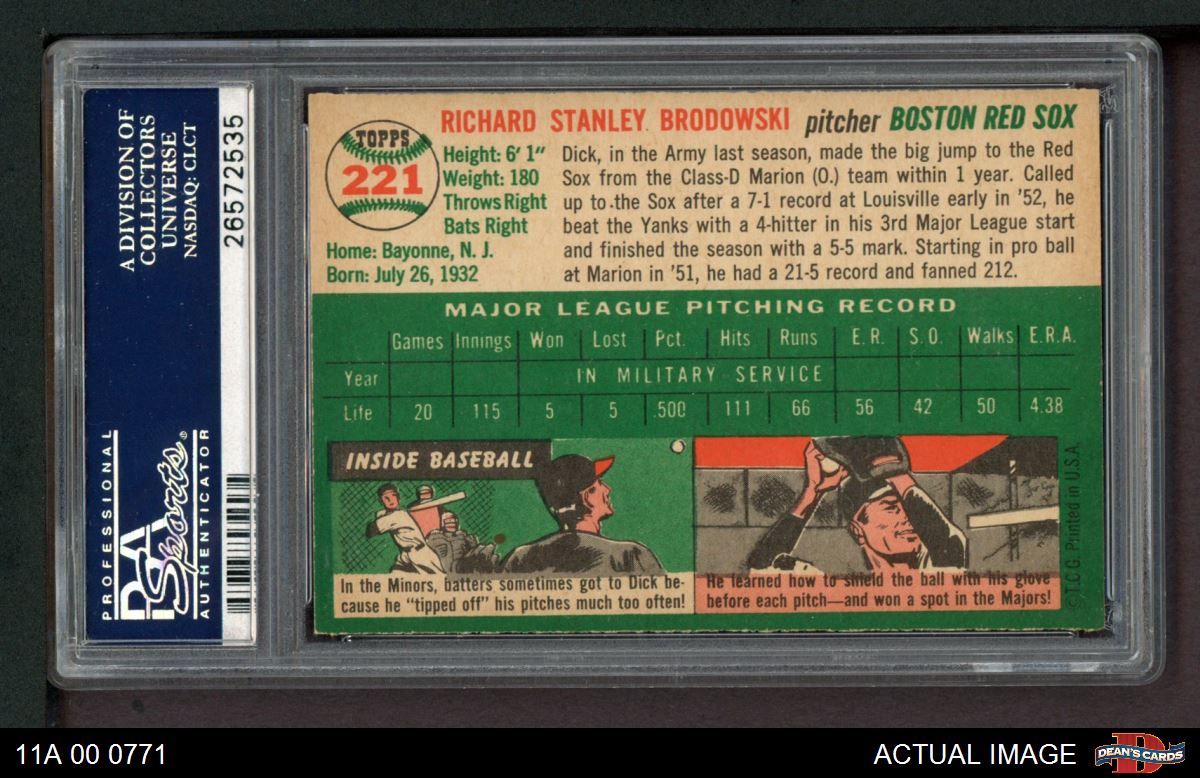 A DIVISION OF
COLLECTORS
UNIVERSE
NASDAQ: CLCT
26572535
PROFESSIONAL
PSA
Sports®
AUTHENTICATOR
TOPPS
221
RICHARD STANLEY BRODOWSKI pitcher BOSTON RED SOX
Height: 6' 1"
Weight: 180
Throws Right
Bats Right
Home: Bayonne, N. J.
Born: July 26, 1932
Dick, in the Army last season, made the big jump to the Red
Sox from the Class-D Marion (O.) team within 1 year. Called
up to the Sox after a 7-1 record at Louisville early in '52, he
beat the Yanks with a 4-hitter in his 3rd Major League start
and finished the season with a 5-5 mark. Starting in pro ball
at Marion in '51, he had a 21-5 record and fanned 212.
MAJOR LEAGUE PITCHING RECORD
Games Innings Won Lost Pct. Hits Runs E. R. S. O. Walks E. R. A.
Year IN MILITARY SERVICE
Life 20 115 5 5 .500 111 66 56 42 50 4.38
INSIDE BASEBALL
In the Minors, batters sometimes got to Dick be-
cause he "tipped off" his pitches much too often!
He learned how to shield the ball with his glove
before each pitch—and won a spot in the Majors!
©T.C.G. Printed in U.S.A.
11A 00 0771
ACTUAL IMAGE
D
DEAN'S CARDS